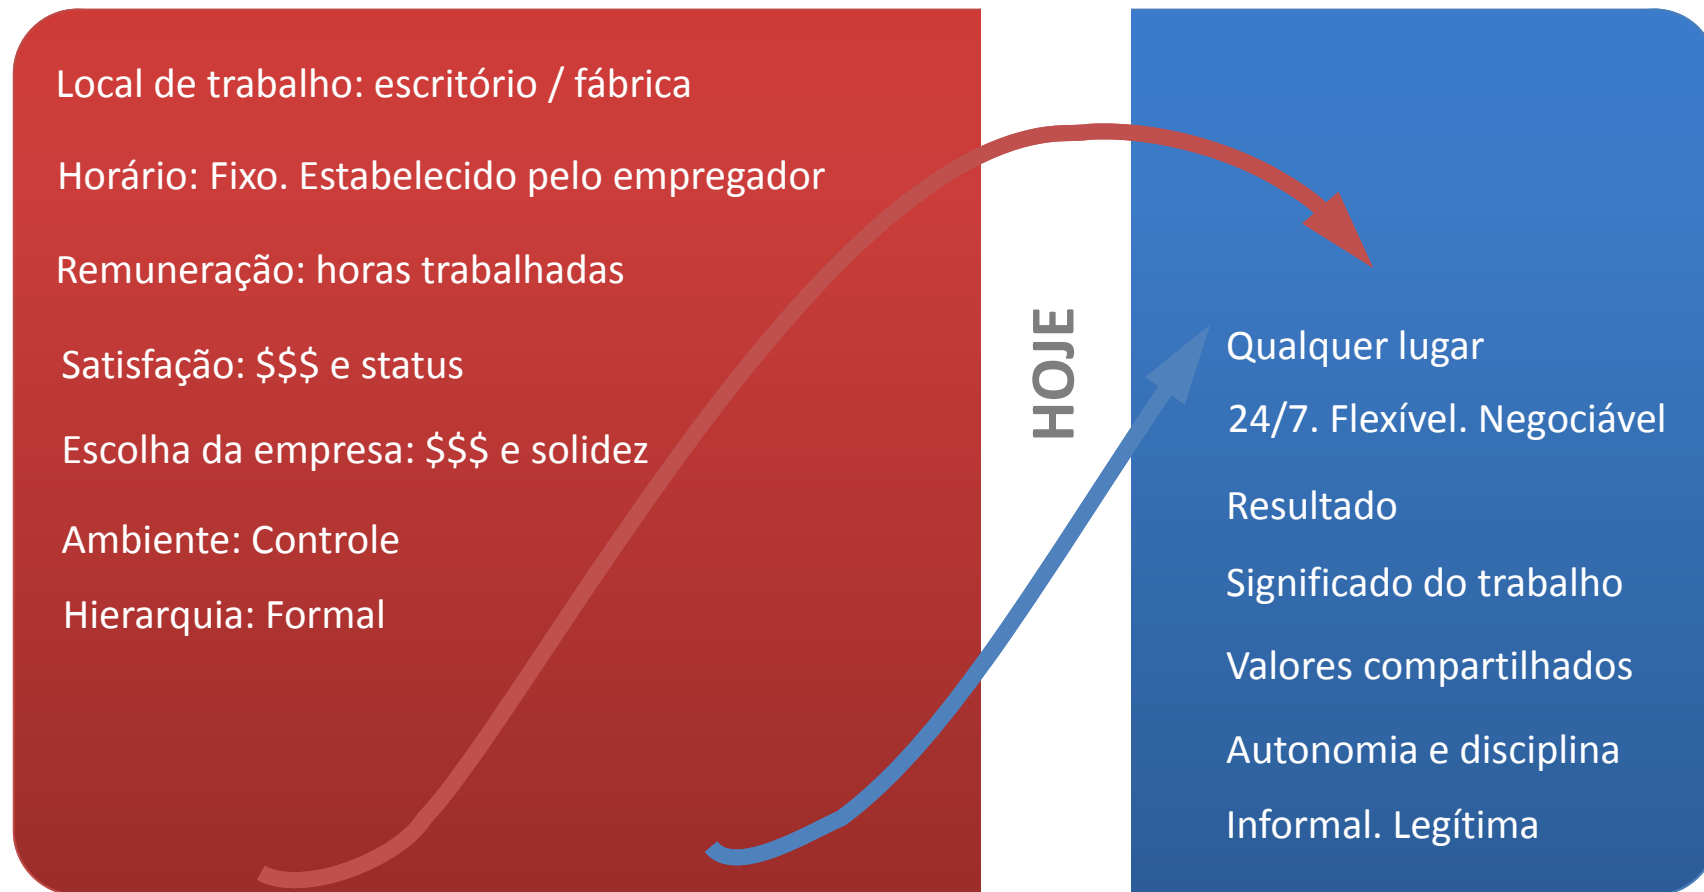 Local de trabalho: escritório / fábrica
Horário: Fixo. Estabelecido pelo empregador
Remuneração: horas trabalhadas
Satisfação: $$$ e status
Escolha da empresa: $$$ e solidez
Ambiente: Controle
Hierarquia: Formal
HOJE
Qualquer lugar
24/7. Flexível. Negociável
Resultado
Significado do trabalho
Valores compartilhados
Autonomia e disciplina
Informal. Legítima